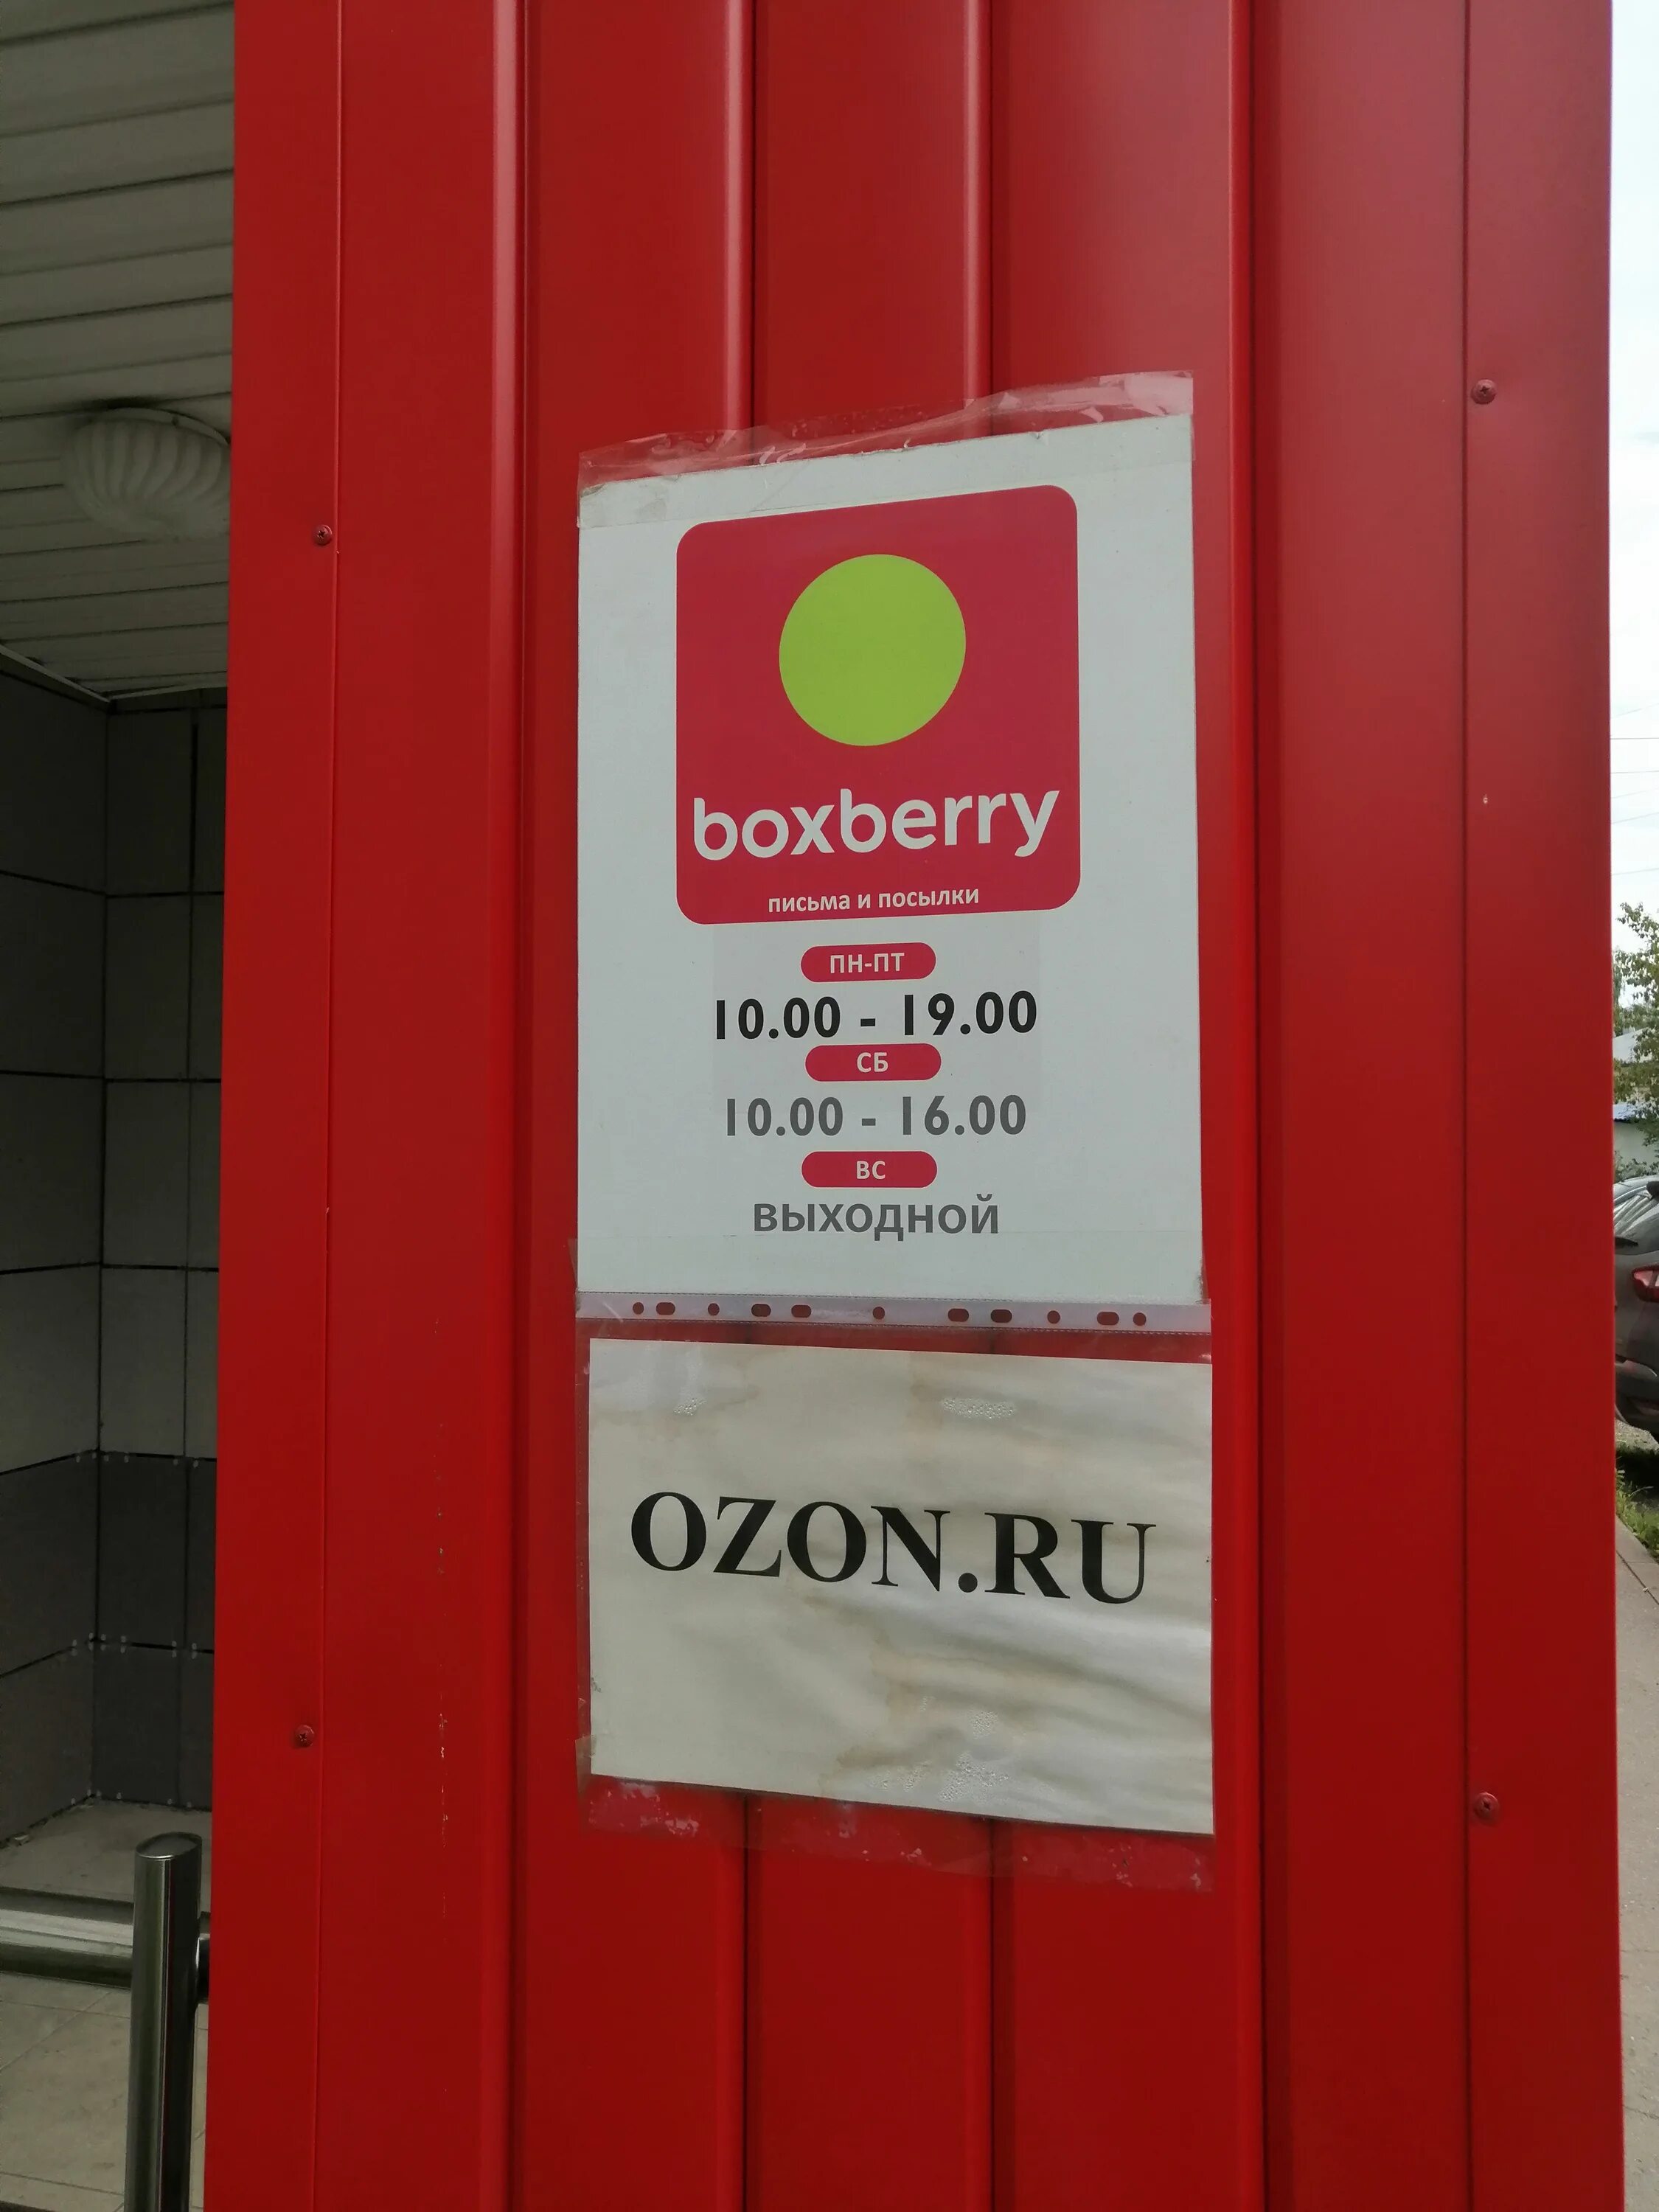 boxberry
письма и посылки
ПН-ПТ
10.00 - 19.00
СБ
10.00 - 16.00
ВС
ВЫХОДНОЙ
OZON.RU